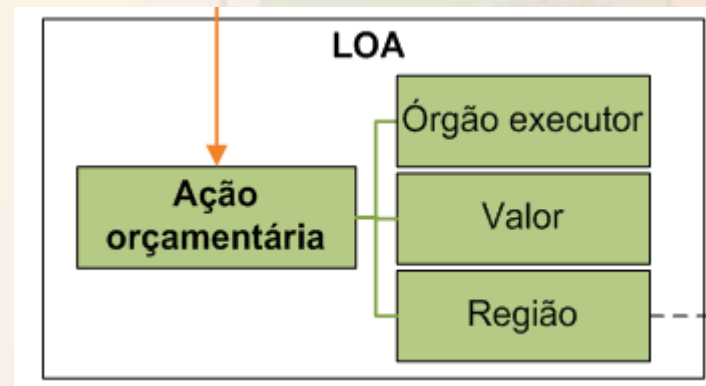 LOA
Ação
orçamentária
Órgão executor
Valor
Região